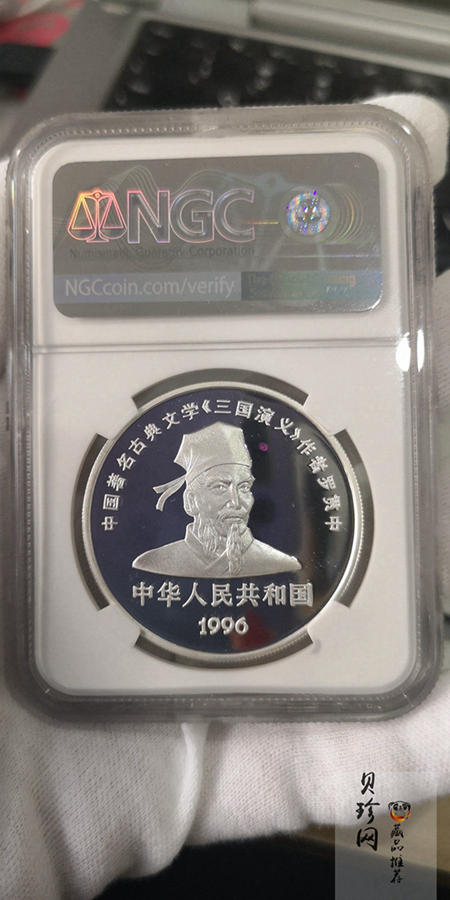 NGC
Numismatic Guaranty Corporation
NGCcoin.com/verify
中国著名古典文学《三国演义》作者罗贯中
中华人民共和国
1996
贝珍网
藏品推荐